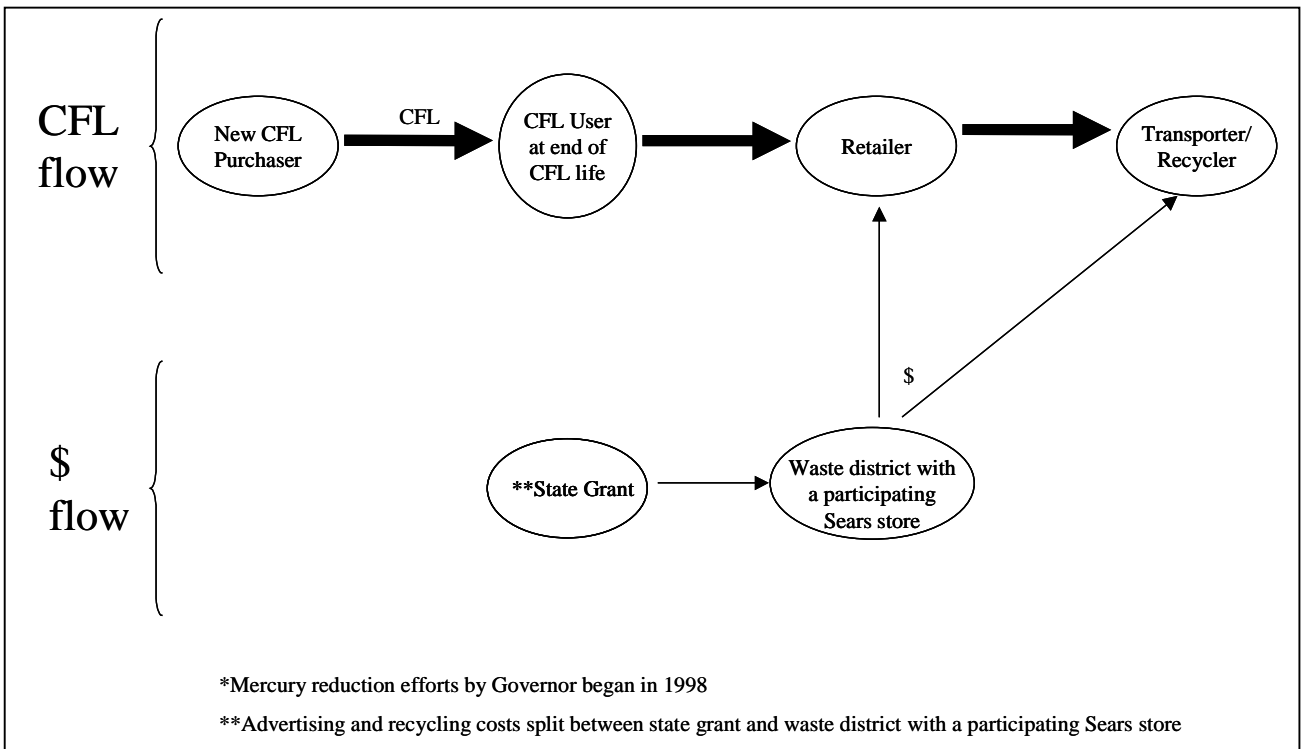 CFL
flow
New CFL
Purchaser
CFL
CFL User
at end of
CFL life
Retailer
Transporter/
Recycler
$
$
flow
**State Grant
Waste district with
a participating
Sears store
*Mercury reduction efforts by Governor began in 1998
**Advertising and recycling costs split between state grant and waste district with a participating Sears store